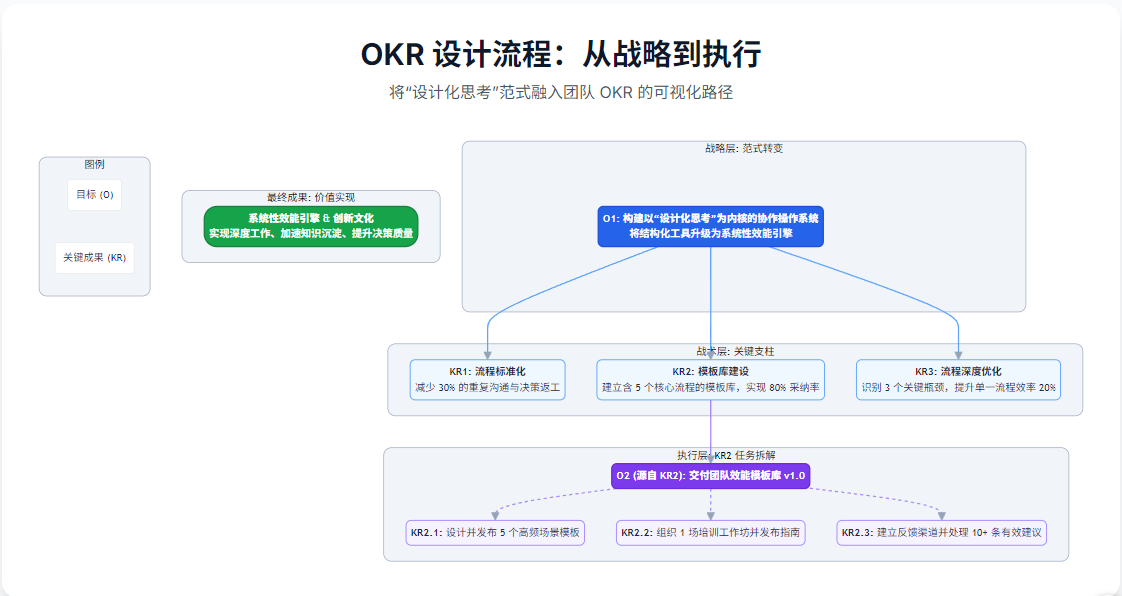 OKR 设计流程：从战略到执行
将“设计化思考”范式融入团队 OKR 的可视化路径
图例
目标 (O)
关键成果 (KR)
最终成果: 价值实现
系统性效能引擎 & 创新文化
实现深度工作、加速知识沉淀、提升决策质量
战略层: 范式转变
O1: 构建以“设计化思考”为内核的协作操作系统
将结构化工具升级为系统性效能引擎
战术层: 关键支柱
KR1: 流程标准化
减少 30% 的重复沟通与决策返工
KR2: 模板库建设
建立含 5 个核心流程的模板库，实现 80% 采纳率
KR3: 流程深度优化
识别 3 个关键瓶颈，提升单一流程效率 20%
执行层: KR2 任务拆解
O2 (源自 KR2): 交付团队效能模板库 v1.0
KR2.1: 设计并发布 5 个高频场景模板
KR2.2: 组织 1 场培训工作坊并发布指南
KR2.3: 建立反馈渠道并处理 10+ 条有效建议